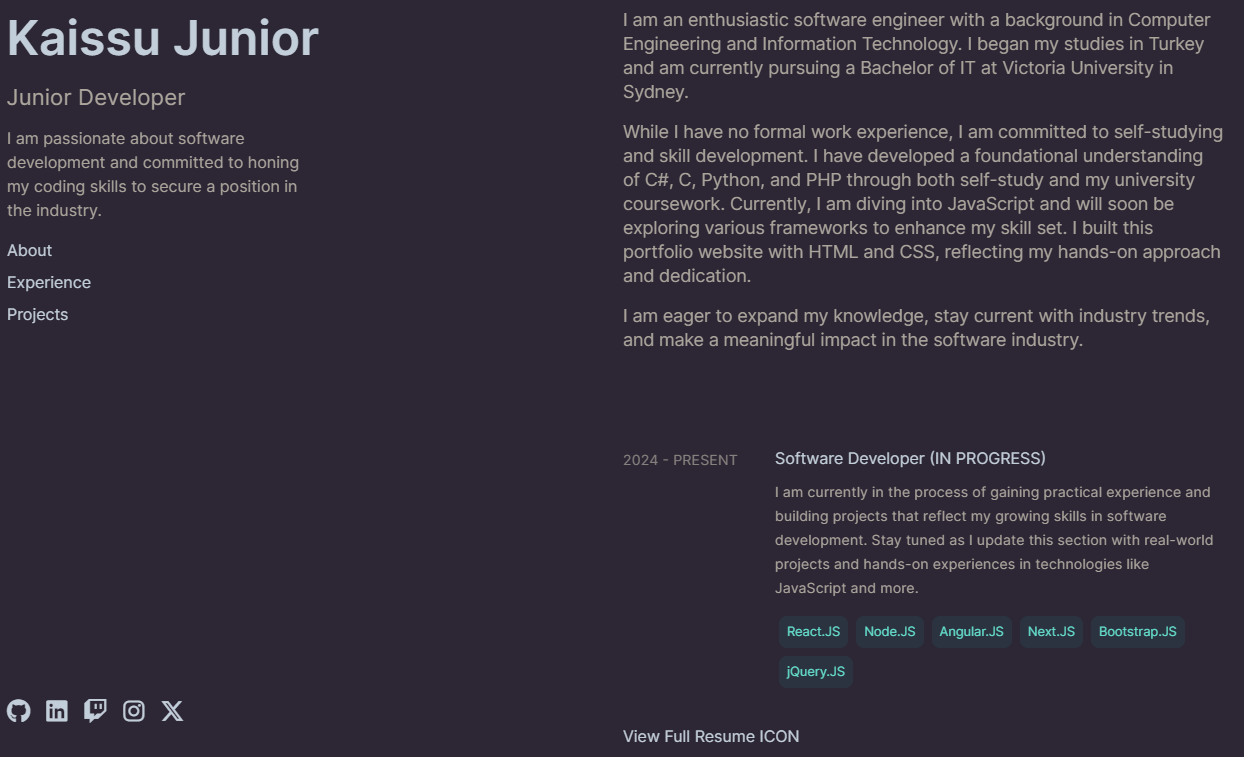 Kaissu Junior
Junior Developer
I am passionate about software
development and committed to honing
my coding skills to secure a position in
the industry.
About
Experience
Projects
I am an enthusiastic software engineer with a background in Computer
Engineering and Information Technology. I began my studies in Turkey
and am currently pursuing a Bachelor of IT at Victoria University in
Sydney.
While I have no formal work experience, I am committed to self-studying
and skill development. I have developed a foundational understanding
of C#, C, Python, and PHP through both self-study and my university
coursework. Currently, I am diving into JavaScript and will soon be
exploring various frameworks to enhance my skill set. I built this
portfolio website with HTML and CSS, reflecting my hands-on approach
and dedication.
I am eager to expand my knowledge, stay current with industry trends,
and make a meaningful impact in the software industry.
2024 - PRESENT
Software Developer (IN PROGRESS)
I am currently in the process of gaining practical experience and
building projects that reflect my growing skills in software
development. Stay tuned as I update this section with real-world
projects and hands-on experiences in technologies like
JavaScript and more.
React.JS Node.JS Angular.JS Next.JS Bootstrap.JS
jQuery.JS
View Full Resume ICON